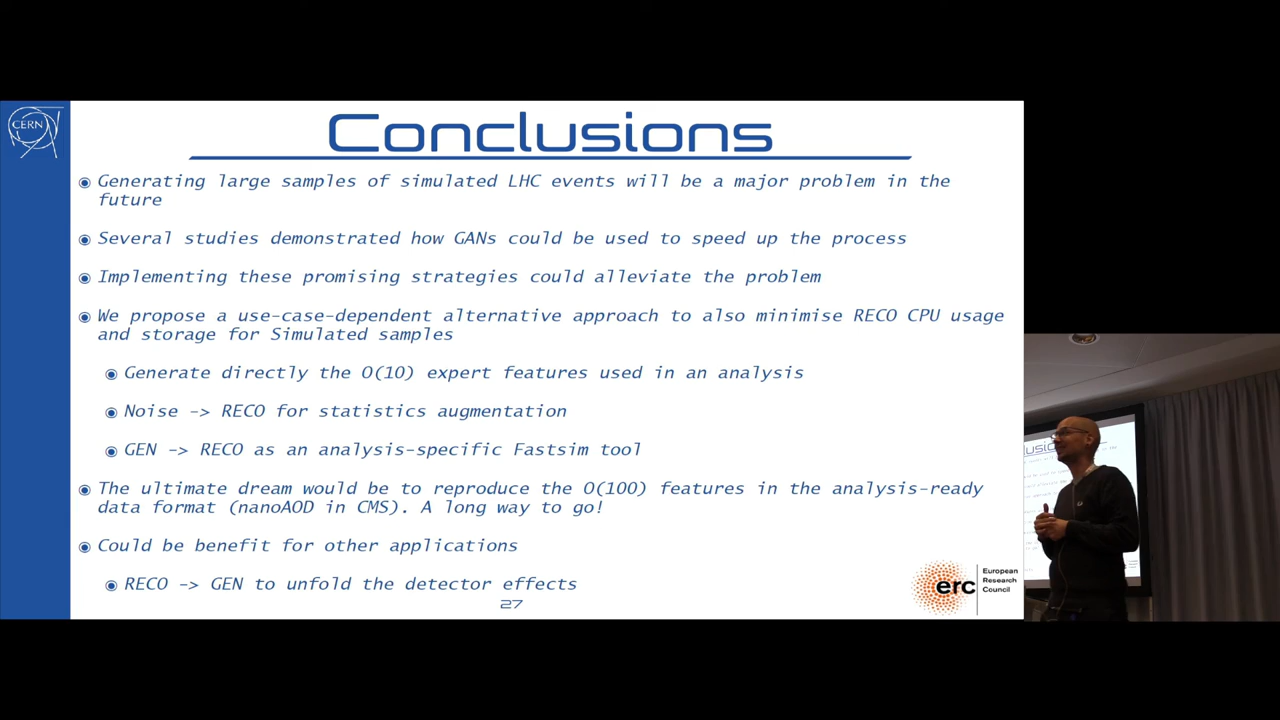 CERN
Conclusions
Generating large samples of simulated LHC events will be a major problem in the
future
Several studies demonstrated how GANs could be used to speed up the process
Implementing these promising strategies could alleviate the problem
We propose a use-case-dependent alternative approach to also minimise RECO CPU usage
and storage for Simulated samples
Generate directly the O(10) expert features used in an analysis
Noise -> RECO for statistics augmentation
GEN -> RECO as an analysis-specific Fastsim tool
The ultimate dream would be to reproduce the O(100) features in the analysis-ready
data format (nanoAOD in CMS). A long way to go!
Could be benefit for other applications
RECO -> GEN to unfold the detector effects
27
erc
European
Research
Council